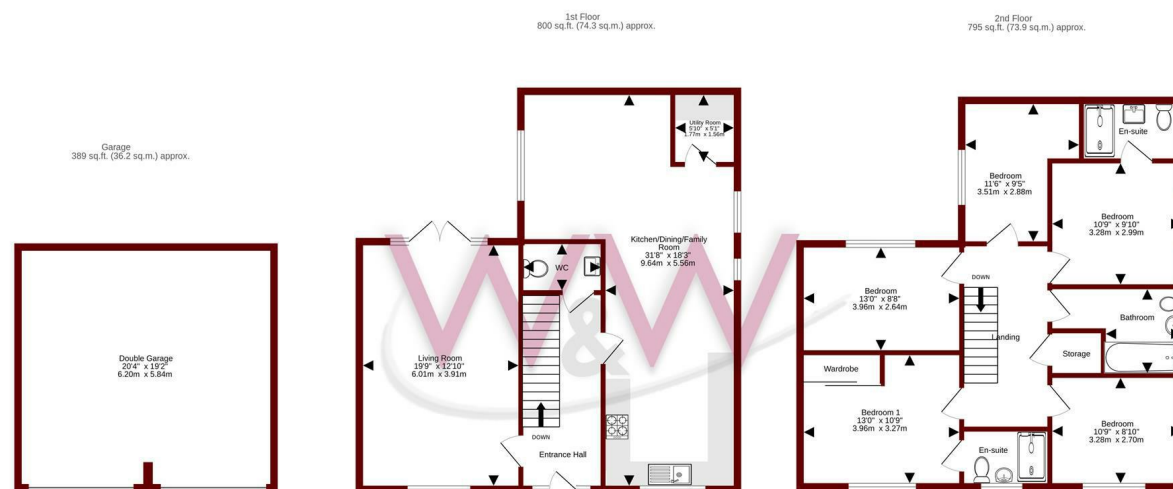 Garage
389 sq.ft. (36.2 sq.m.) approx.
Double Garage
20'4" x 19'2"
6.20m x 5.84m
1st Floor
800 sq.ft. (74.3 sq.m.) approx.
Utility Room
5'10" x 5'1"
1.77m x 1.56m
Kitchen/Dining/Family
Room
31'8" x 18'3"
9.64m x 5.56m
WC
Living Room
19'9" x 12'10"
6.01m x 3.91m
DOWN
Entrance Hall
W&W
2nd Floor
795 sq.ft. (73.9 sq.m.) approx.
En-suite
Bedroom
11'6" x 9'5"
3.51m x 2.88m
Bedroom
10'9" x 9'10"
3.28m x 2.99m
DOWN
Bedroom
13'0" x 8'8"
3.96m x 2.64m
Bathroom
Landing
Storage
Wardrobe
Bedroom 1
13'0" x 10'9"
3.96m x 3.27m
Bedroom
10'9" x 8'10"
3.28m x 2.70m
En-suite